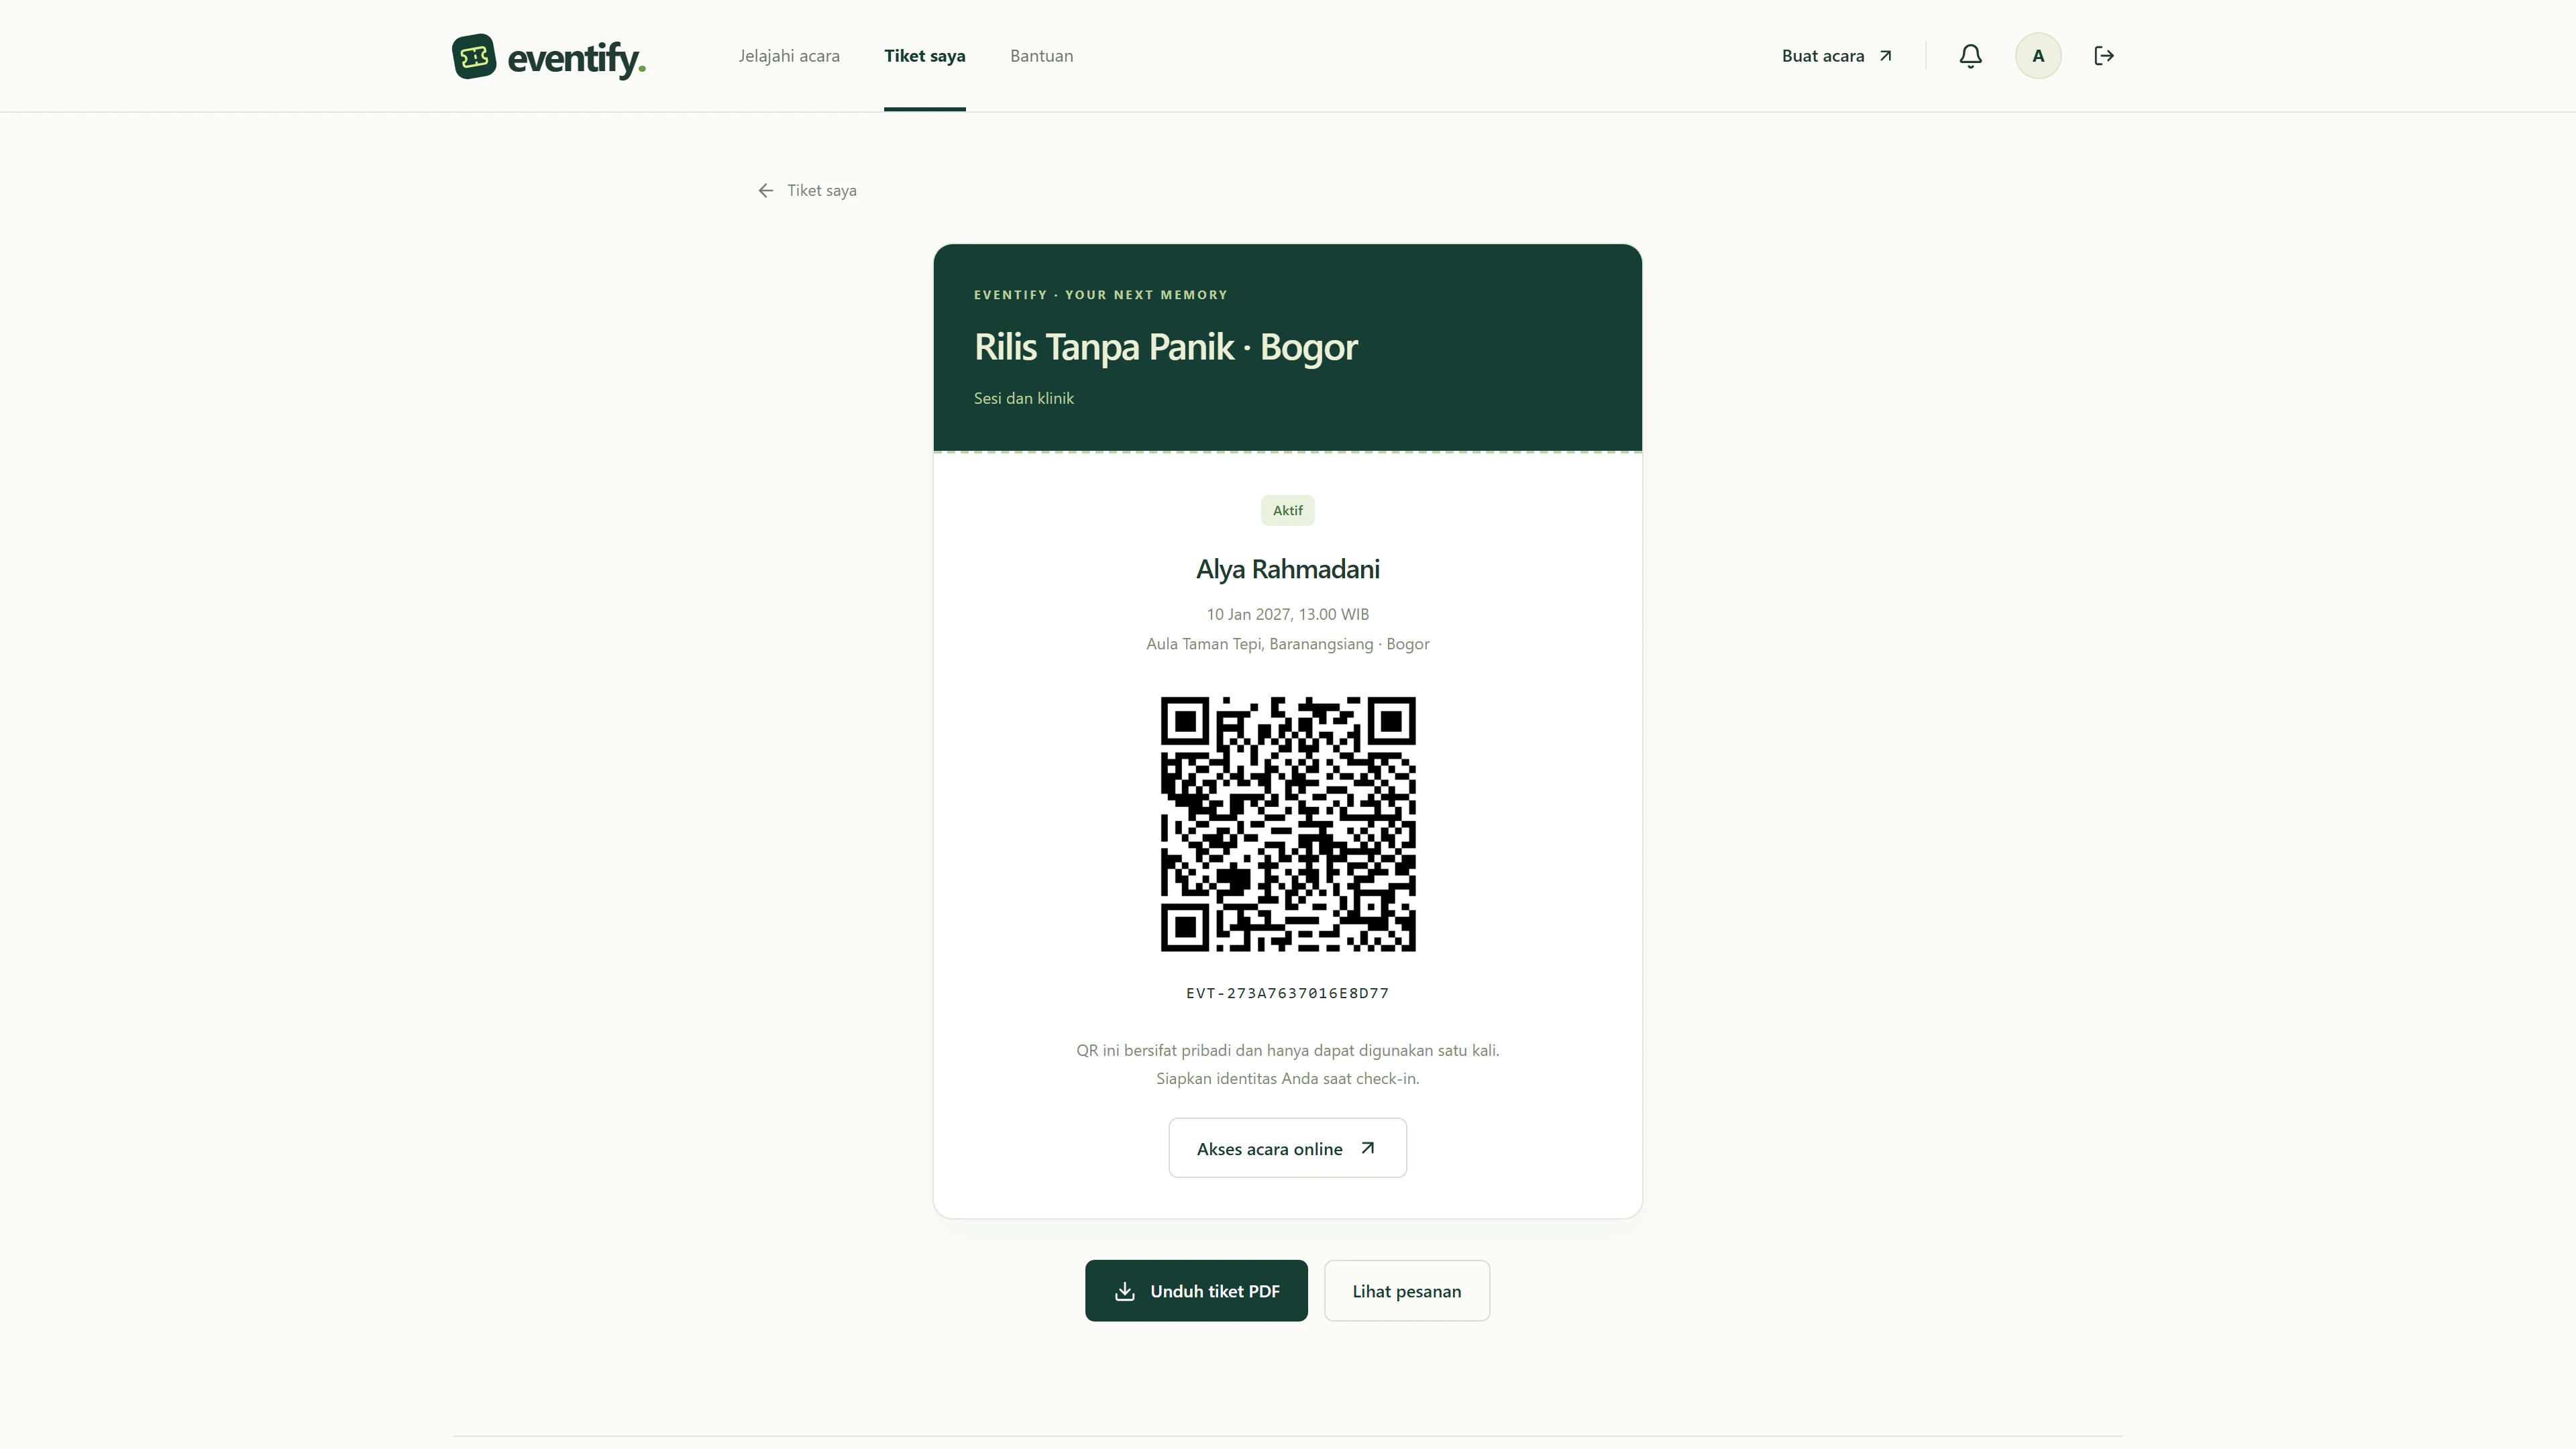 eventify.
Jelajahi acara
Tiket saya
Bantuan
Buat acara
A
Tiket saya
EVENTIFY · YOUR NEXT MEMORY
Rilis Tanpa Panik · Bogor
Sesi dan klinik
Aktif
Alya Rahmadani
10 Jan 2027, 13.00 WIB
Aula Taman Tepi, Baranangsiang · Bogor
EVT-273A7637016E8D77
QR ini bersifat pribadi dan hanya dapat digunakan satu kali.
Siapkan identitas Anda saat check-in.
Akses acara online
Unduh tiket PDF
Lihat pesanan